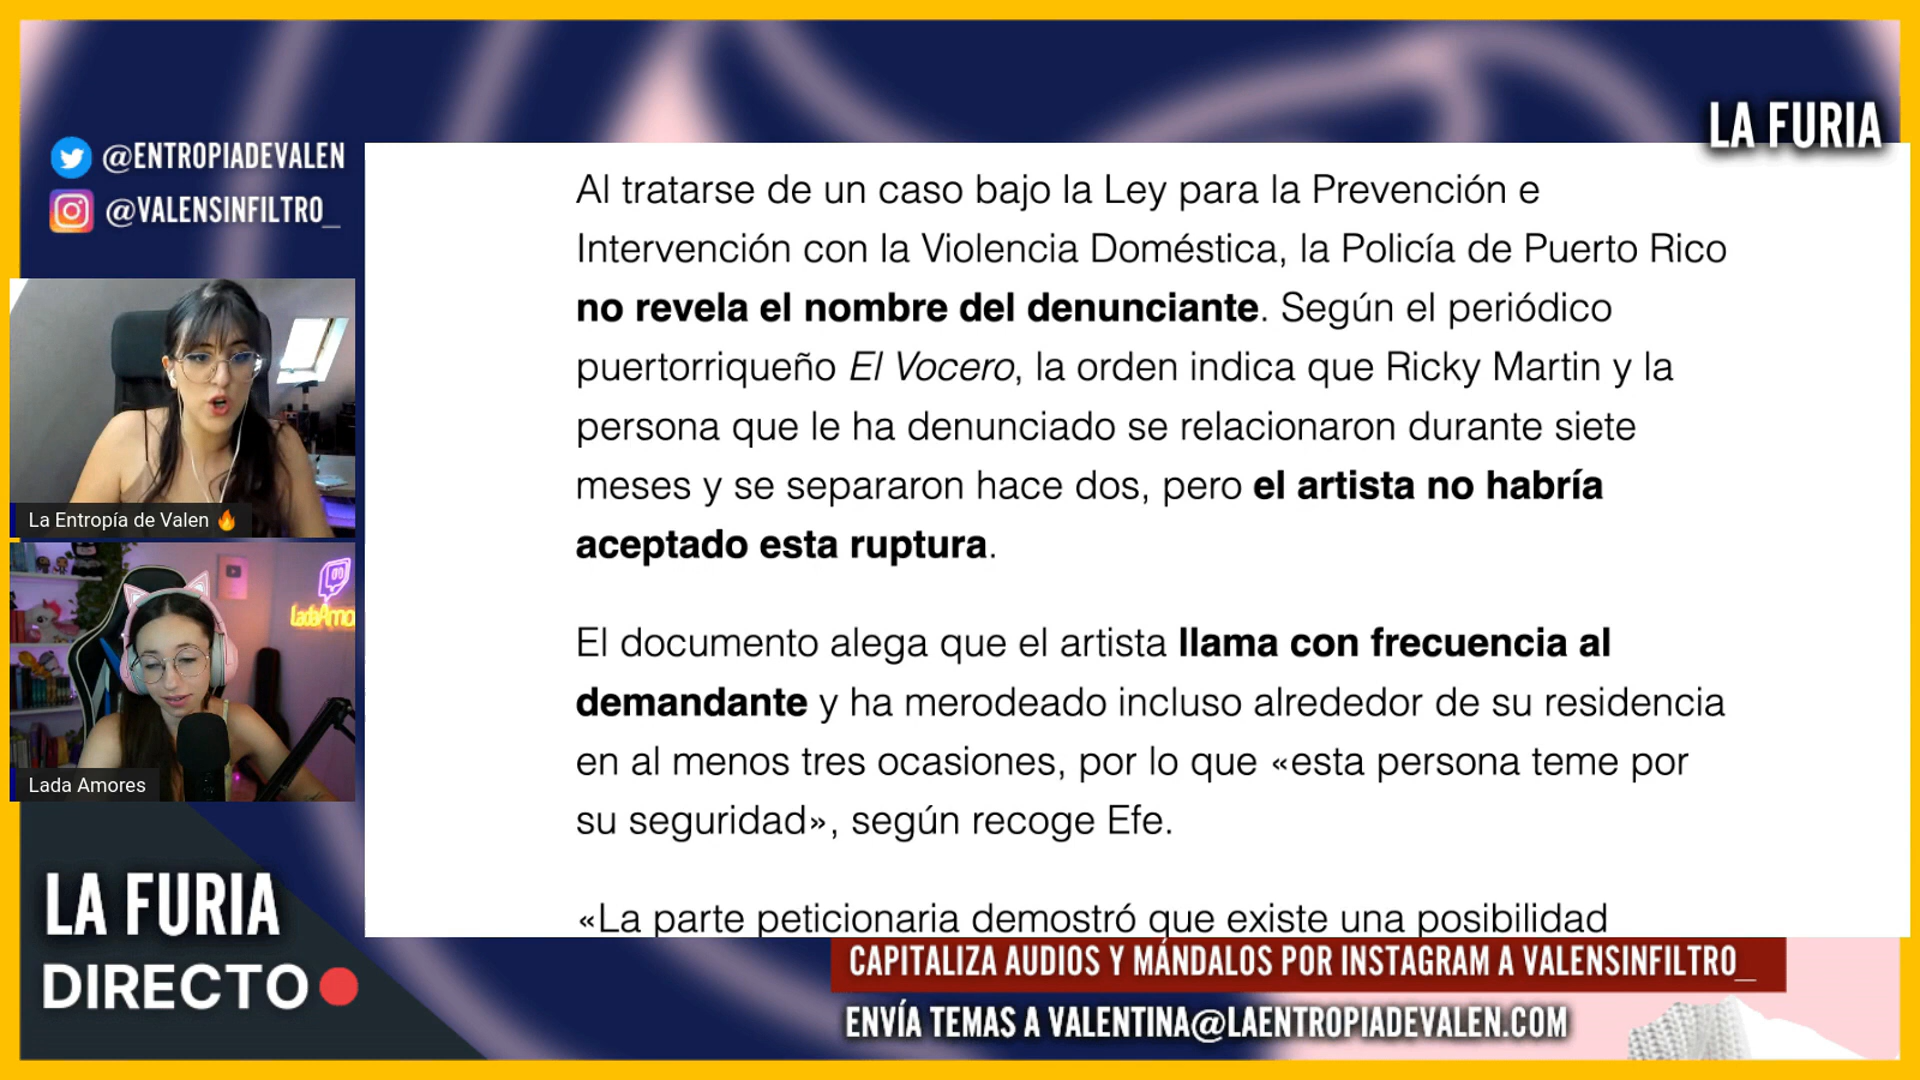 LA FURIA
@ENTROPIADEVALEN
@VALENSINFILTRO_
Al tratarse de un caso bajo la Ley para la Prevención e
Intervención con la Violencia Doméstica, la Policía de Puerto Rico
no revela el nombre del denunciante. Según el periódico
puertorriqueño El Vocero, la orden indica que Ricky Martin y la
persona que le ha denunciado se relacionaron durante siete
meses y se separaron hace dos, pero el artista no habría
aceptado esta ruptura.
El documento alega que el artista llama con frecuencia al
demandante y ha merodeado incluso alrededor de su residencia
en al menos tres ocasiones, por lo que «esta persona teme por
su seguridad», según recoge Efe.
«La parte peticionaria demostró que existe una posibilidad
La Entropía de Valen 🔥
Lada Amores
LA FURIA
DIRECTO
CAPITALIZA AUDIOS Y MÁNDALOS POR INSTAGRAM A VALENSINFILTRO_
ENVÍA TEMAS A VALENTINA@LAENTROPIADEVALEN.COM